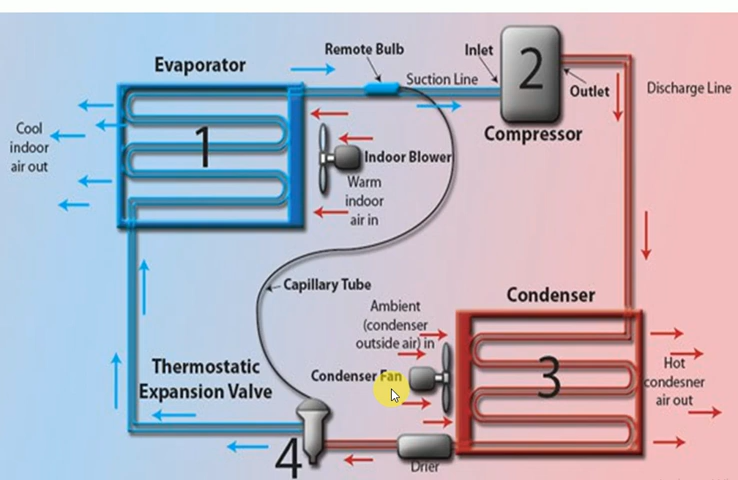 Evaporator
Remote Bulb
Inlet
Suction Line
2
Outlet
Discharge Line
Compressor
Cool
indoor
air out
1
Indoor Blower
Warm
indoor
air in
Capillary Tube
Condenser
Ambient
(condenser
outside air) in
Thermostatic
Expansion Valve
Condenser Fan
3
Hot
condesner
air out
4
Drier